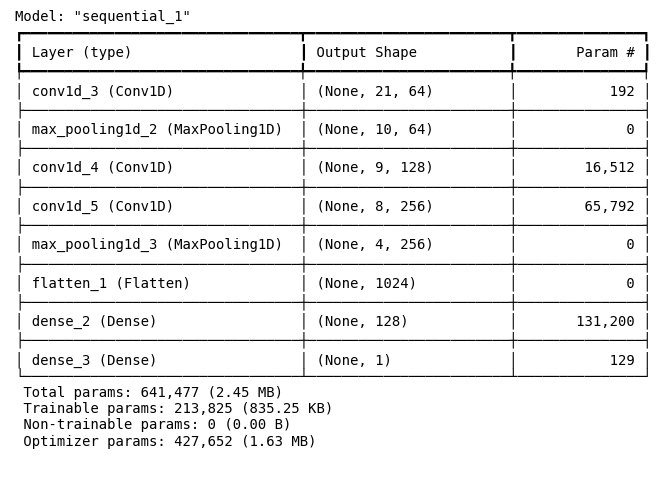 Model: "sequential_1"
Layer (type) Output Shape Param #
conv1d_3 (Conv1D) (None, 21, 64) 192
max_pooling1d_2 (MaxPooling1D) (None, 10, 64) 0
conv1d_4 (Conv1D) (None, 9, 128) 16,512
conv1d_5 (Conv1D) (None, 8, 256) 65,792
max_pooling1d_3 (MaxPooling1D) (None, 4, 256) 0
flatten_1 (Flatten) (None, 1024) 0
dense_2 (Dense) (None, 128) 131,200
dense_3 (Dense) (None, 1) 129
Total params: 641,477 (2.45 MB)
Trainable params: 213,825 (835.25 KB)
Non-trainable params: 0 (0.00 B)
Optimizer params: 427,652 (1.63 MB)